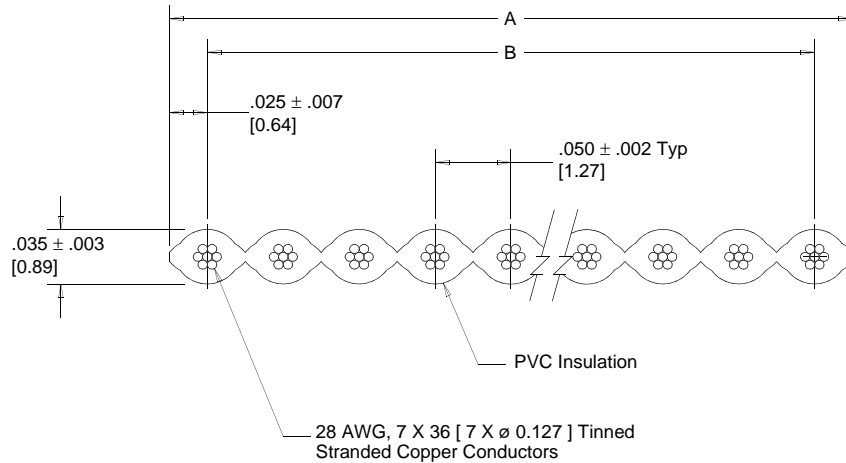 A
B
.025 ± .007
[0.64]
.050 ± .002 Typ
[1.27]
.035 ± .003
[0.89]
PVC Insulation
28 AWG, 7 X 36 [ 7 X ø 0.127 ] Tinned
Stranded Copper Conductors